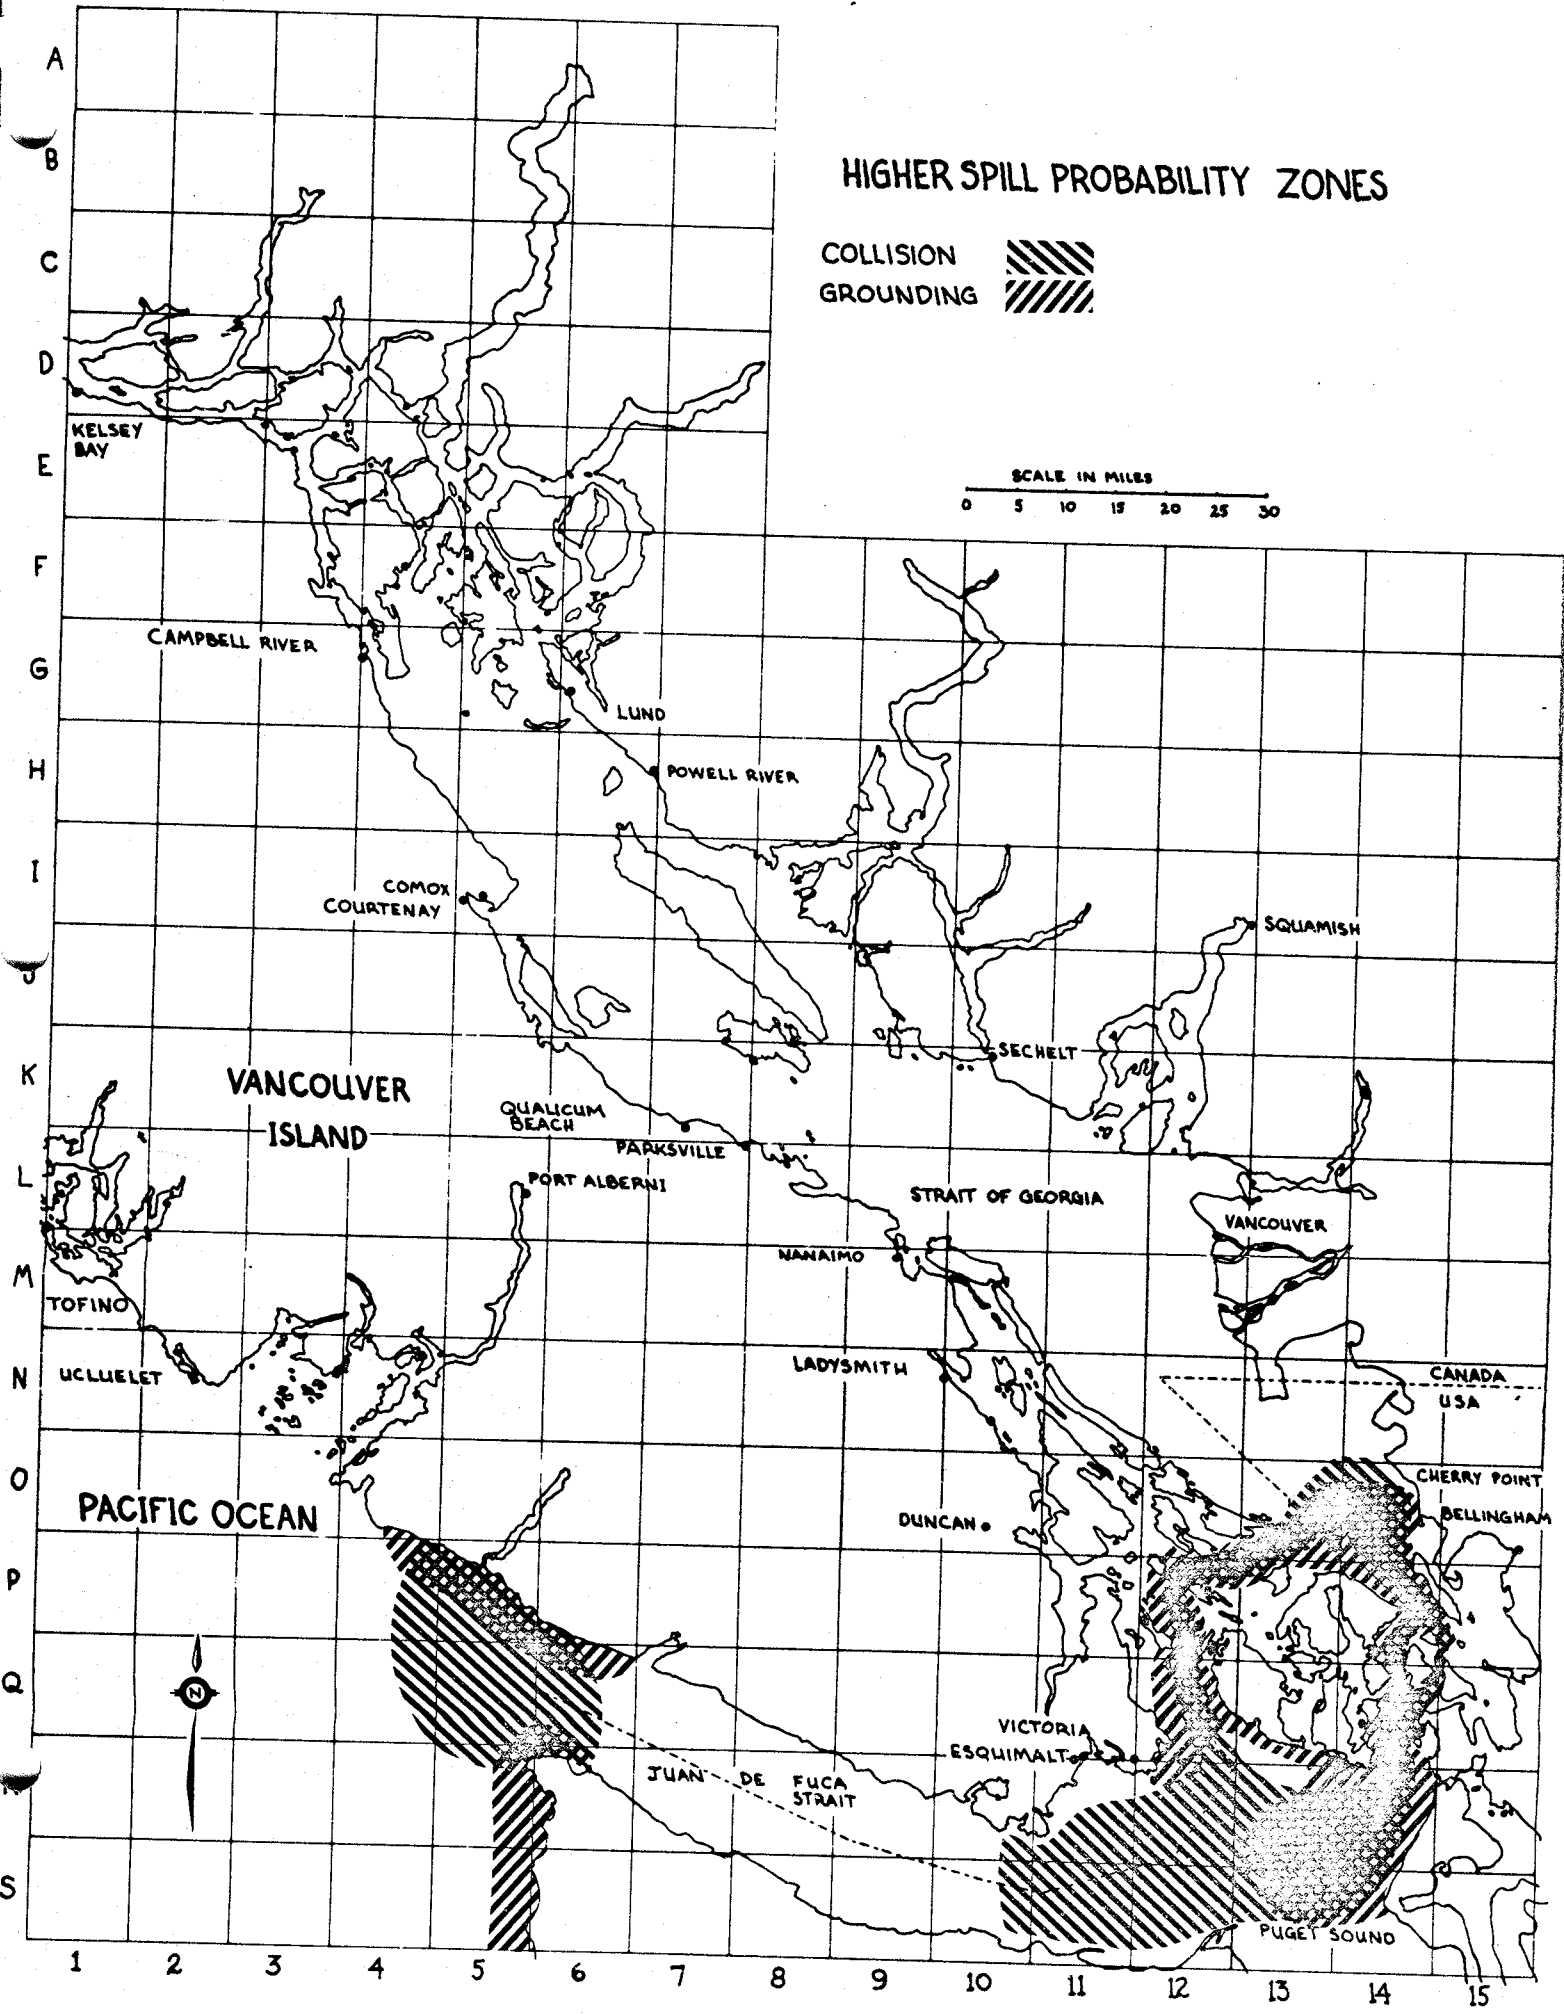 A
B
HIGHER SPILL PROBABILITY ZONES
C
COLLISION
GROUNDING
D
KELSEY
BAY
E
SCALE IN MILES
0 5 10 15 20 25 30
F
CAMPBELL RIVER
G
LUND
H
POWELL RIVER
I
COMOX
COURTENAY
SQUAMISH
J
SECHELT
K
VANCOUVER
ISLAND
QUALICUM
BEACH
PARKSVILLE
L
PORT ALBERNI
STRAIT OF GEORGIA
VANCOUVER
NANAIMO
M
TOFINO
LADYSMITH
N
UCLUELET
CANADA
USA
O
CHERRY POINT
PACIFIC OCEAN
DUNCAN
BELLINGHAM
P
Q
N
VICTORIA
ESQUIMALT
JUAN DE FUCA
STRAIT
S
PUGET SOUND
1 2 3 4 5 6 7 8 9 10 11 12 13 14 15